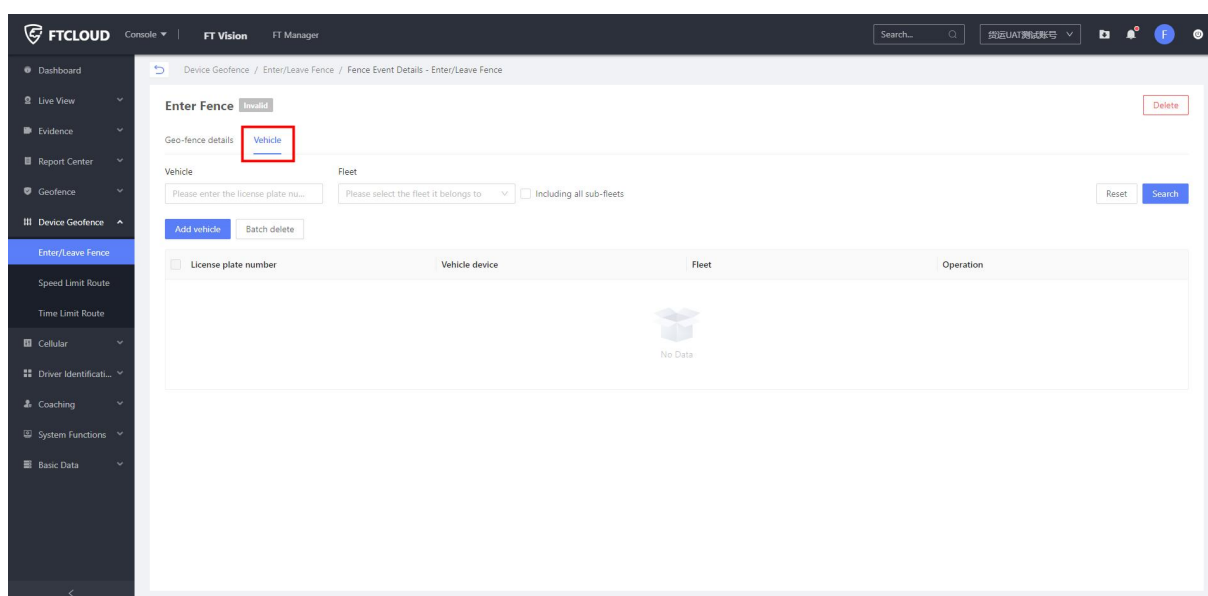 FTCLOUD Console FT Vision FT Manager Search... 货运UAT测试账号 F
Dashboard
Live View
Evidence
Report Center
Geofence
Device Geofence
Enter/Leave Fence
Speed Limit Route
Time Limit Route
Cellular
Driver Identificati...
Coaching
System Functions
Basic Data
Device Geofence / Enter/Leave Fence / Fence Event Details - Enter/Leave Fence
Enter Fence Invalid Delete
Geo-fence details Vehicle
Vehicle Fleet
Please enter the license plate nu... Please select the fleet it belongs to Including all sub-fleets Reset Search
Add vehicle Batch delete
License plate number Vehicle device Fleet Operation
No Data